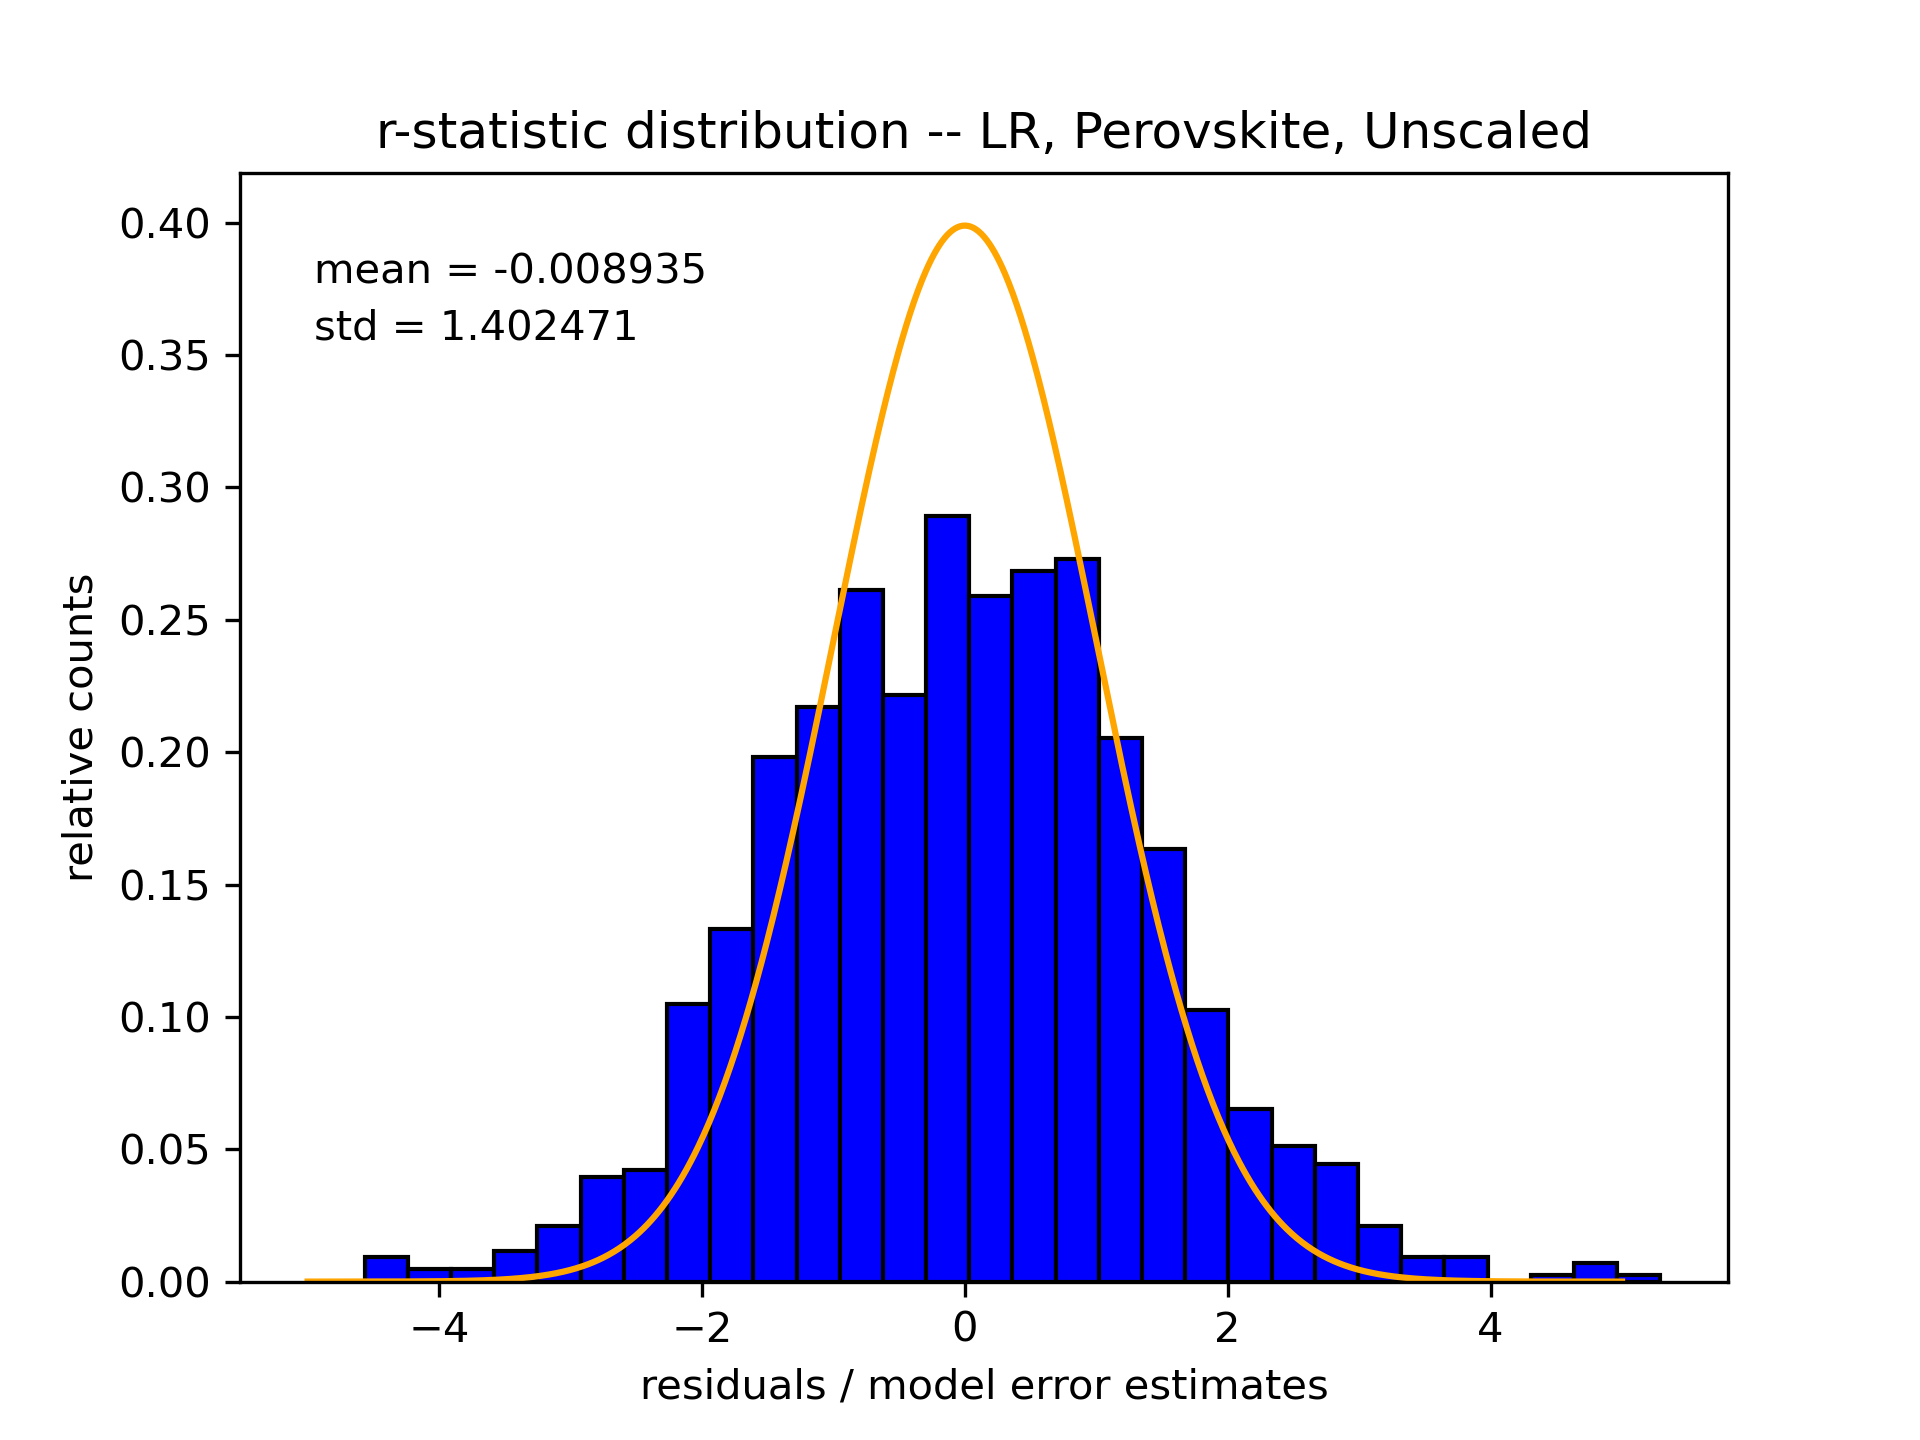 r-statistic distribution -- LR, Perovskite, Unscaled
mean = -0.008935
std = 1.402471
relative counts
0.40
0.35
0.30
0.25
0.20
0.15
0.10
0.05
0.00
−4 −2 0 2 4
residuals / model error estimates